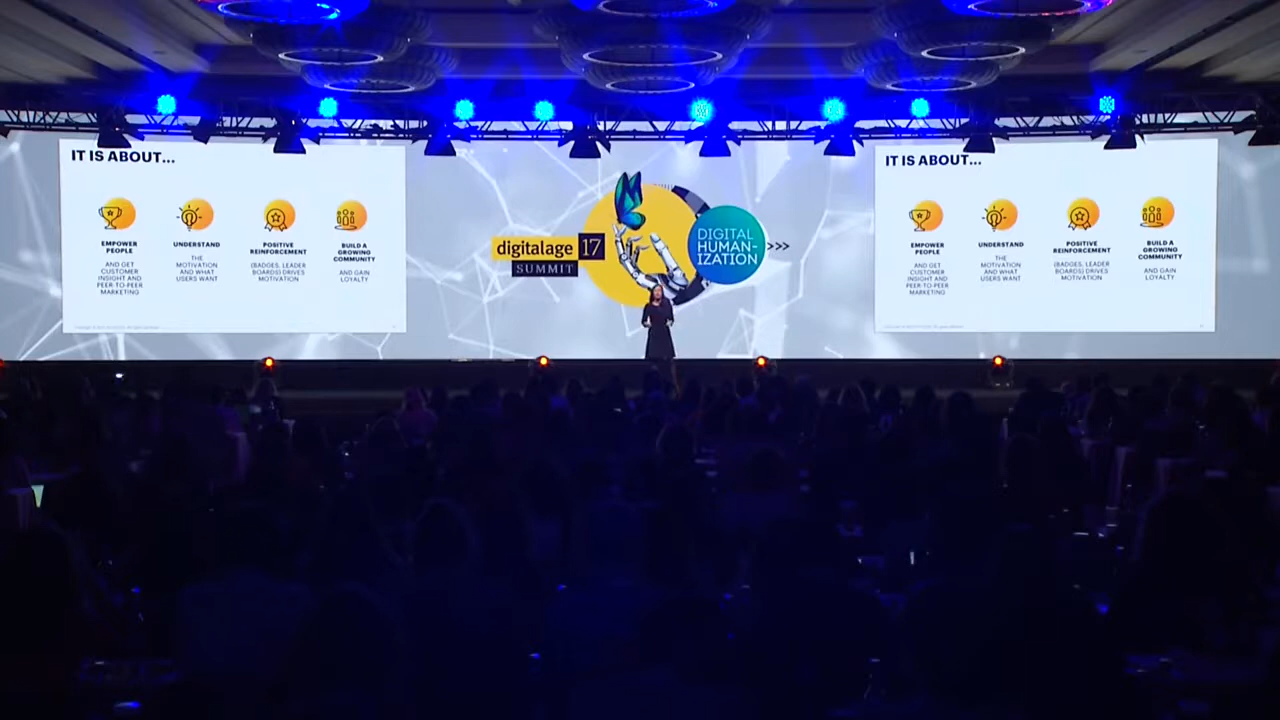 IT IS ABOUT...
EMPOWER
PEOPLE
AND GET
CUSTOMER
INSIGHT AND
PEER-TO-PEER
MARKETING
UNDERSTAND
THE
MOTIVATION
AND WHAT
USERS WANT
POSITIVE
REINFORCEMENT
(BADGES, LEADER
BOARDS) DRIVES
MOTIVATION
BUILD A
GROWING
COMMUNITY
AND GAIN
LOYALTY
digitalage 17
SUMMIT
DIGITAL
HUMAN-
IZATION
>>>
IT IS ABOUT...
EMPOWER
PEOPLE
AND GET
CUSTOMER
INSIGHT AND
PEER-TO-PEER
MARKETING
UNDERSTAND
THE
MOTIVATION
AND WHAT
USERS WANT
POSITIVE
REINFORCEMENT
(BADGES, LEADER
BOARDS) DRIVES
MOTIVATION
BUILD A
GROWING
COMMUNITY
AND GAIN
LOYALTY